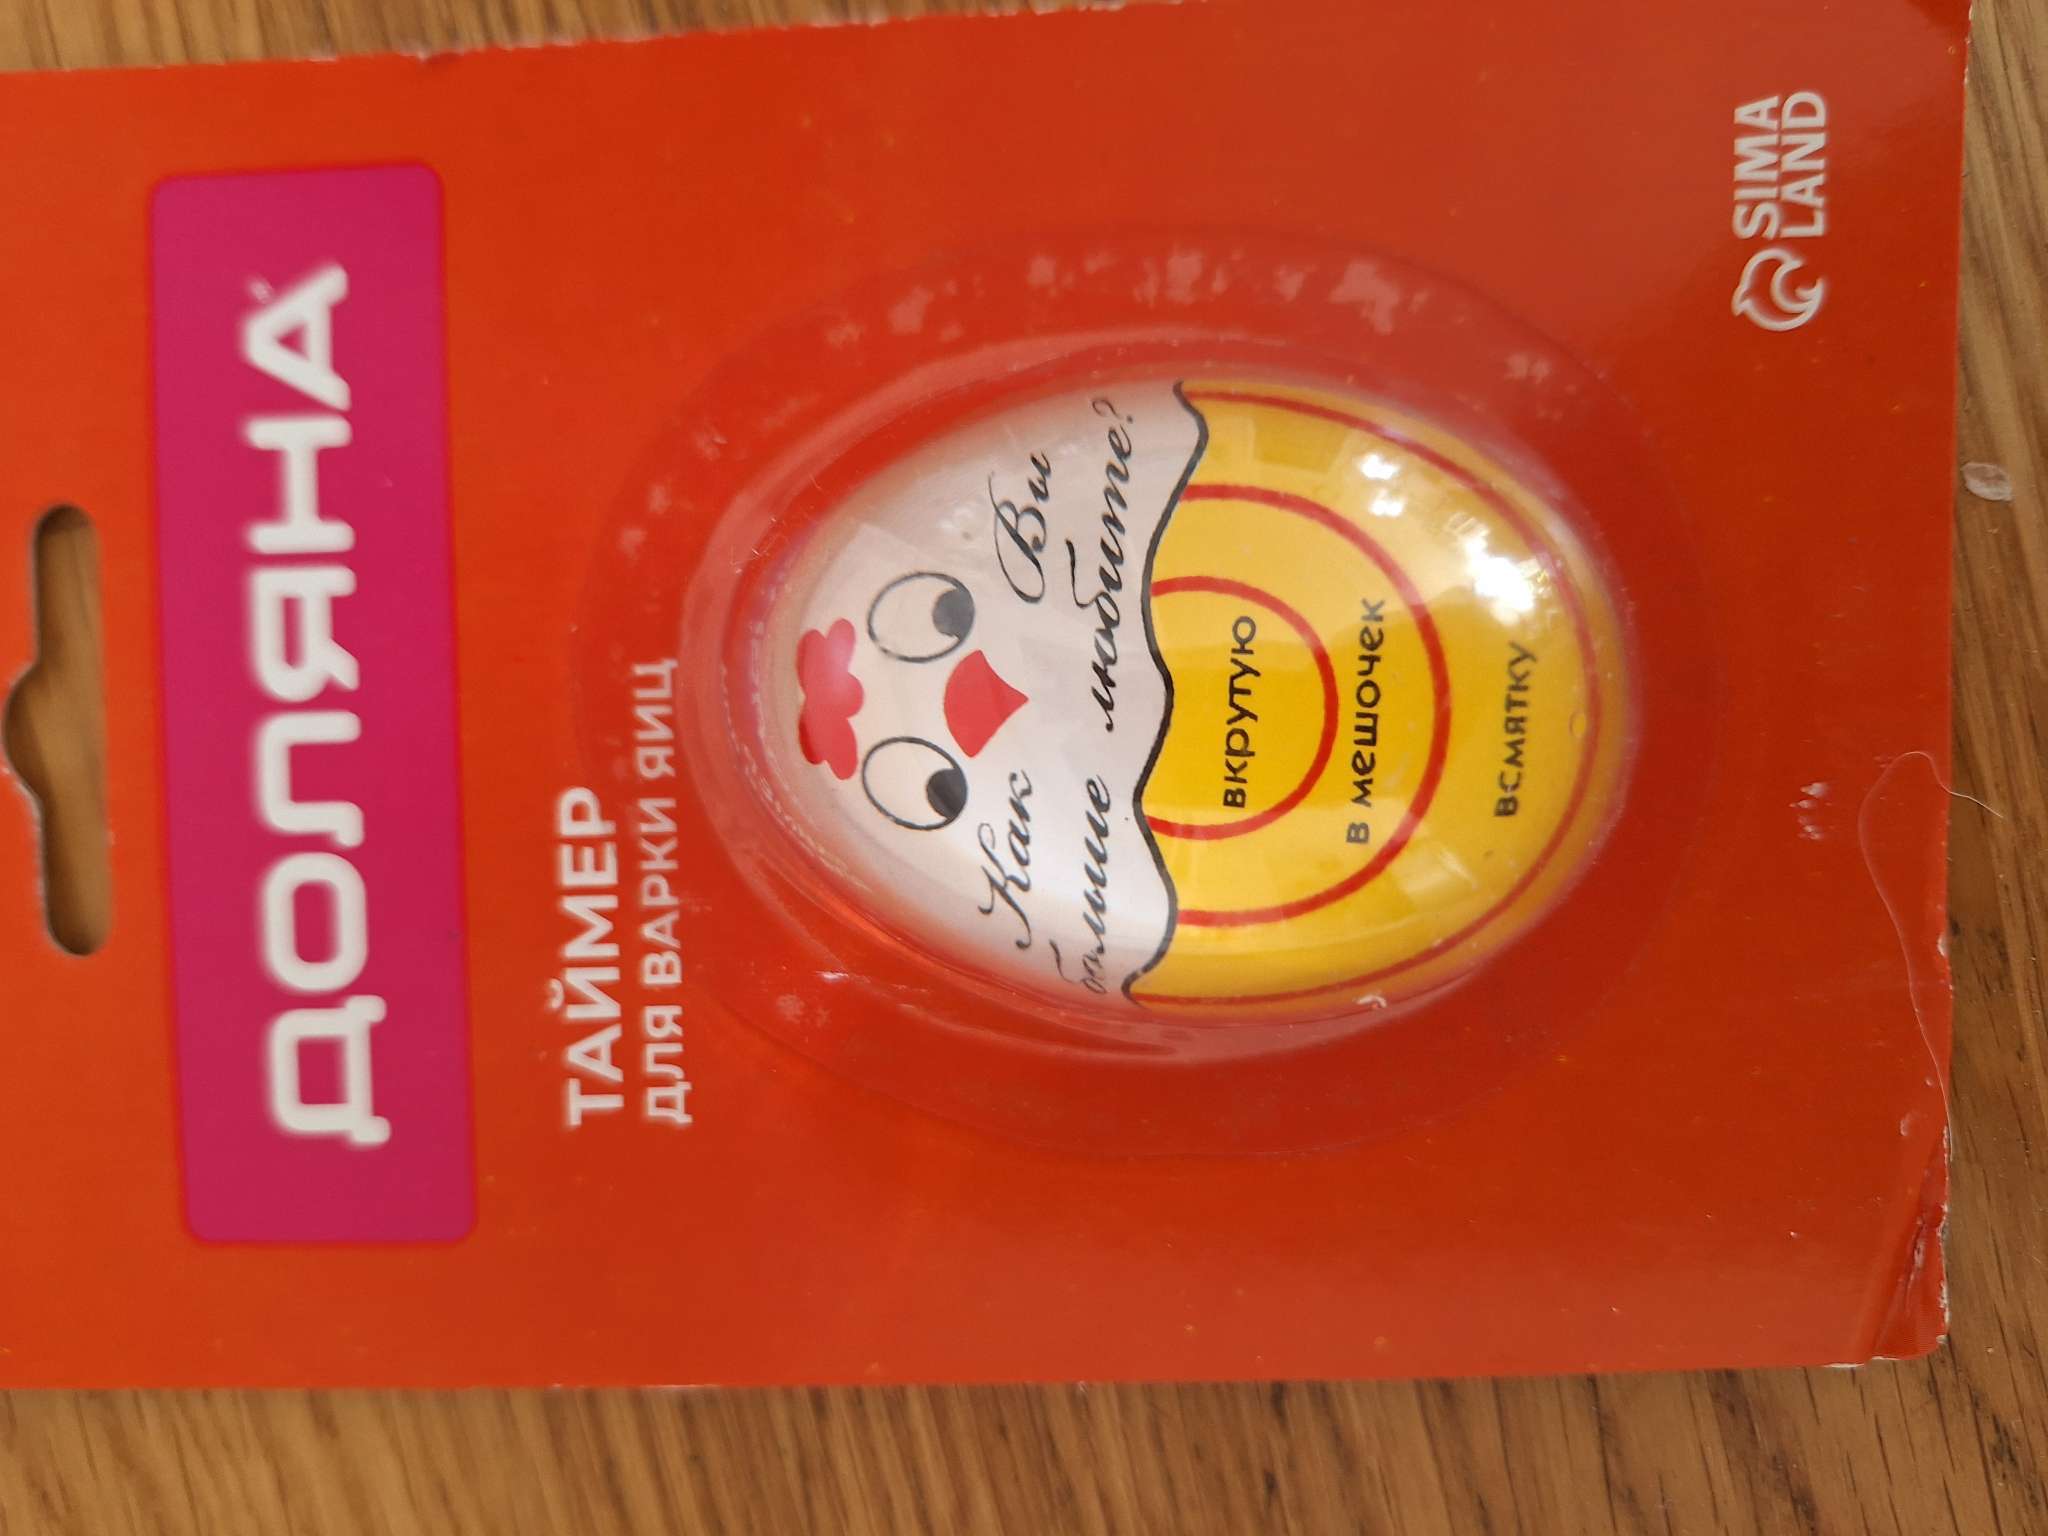 ДОЛЯНА
ТАЙМЕР
ДЛЯ ВАРКИ ЯИЦ
Как Вы
больше любите?
вкрутую
в мешочек
всмятку
SIMA
LAND